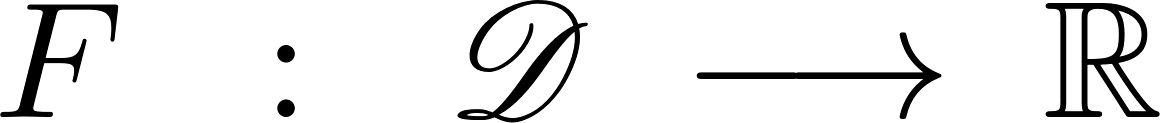 F : 𝒟 ⟶ ℝ